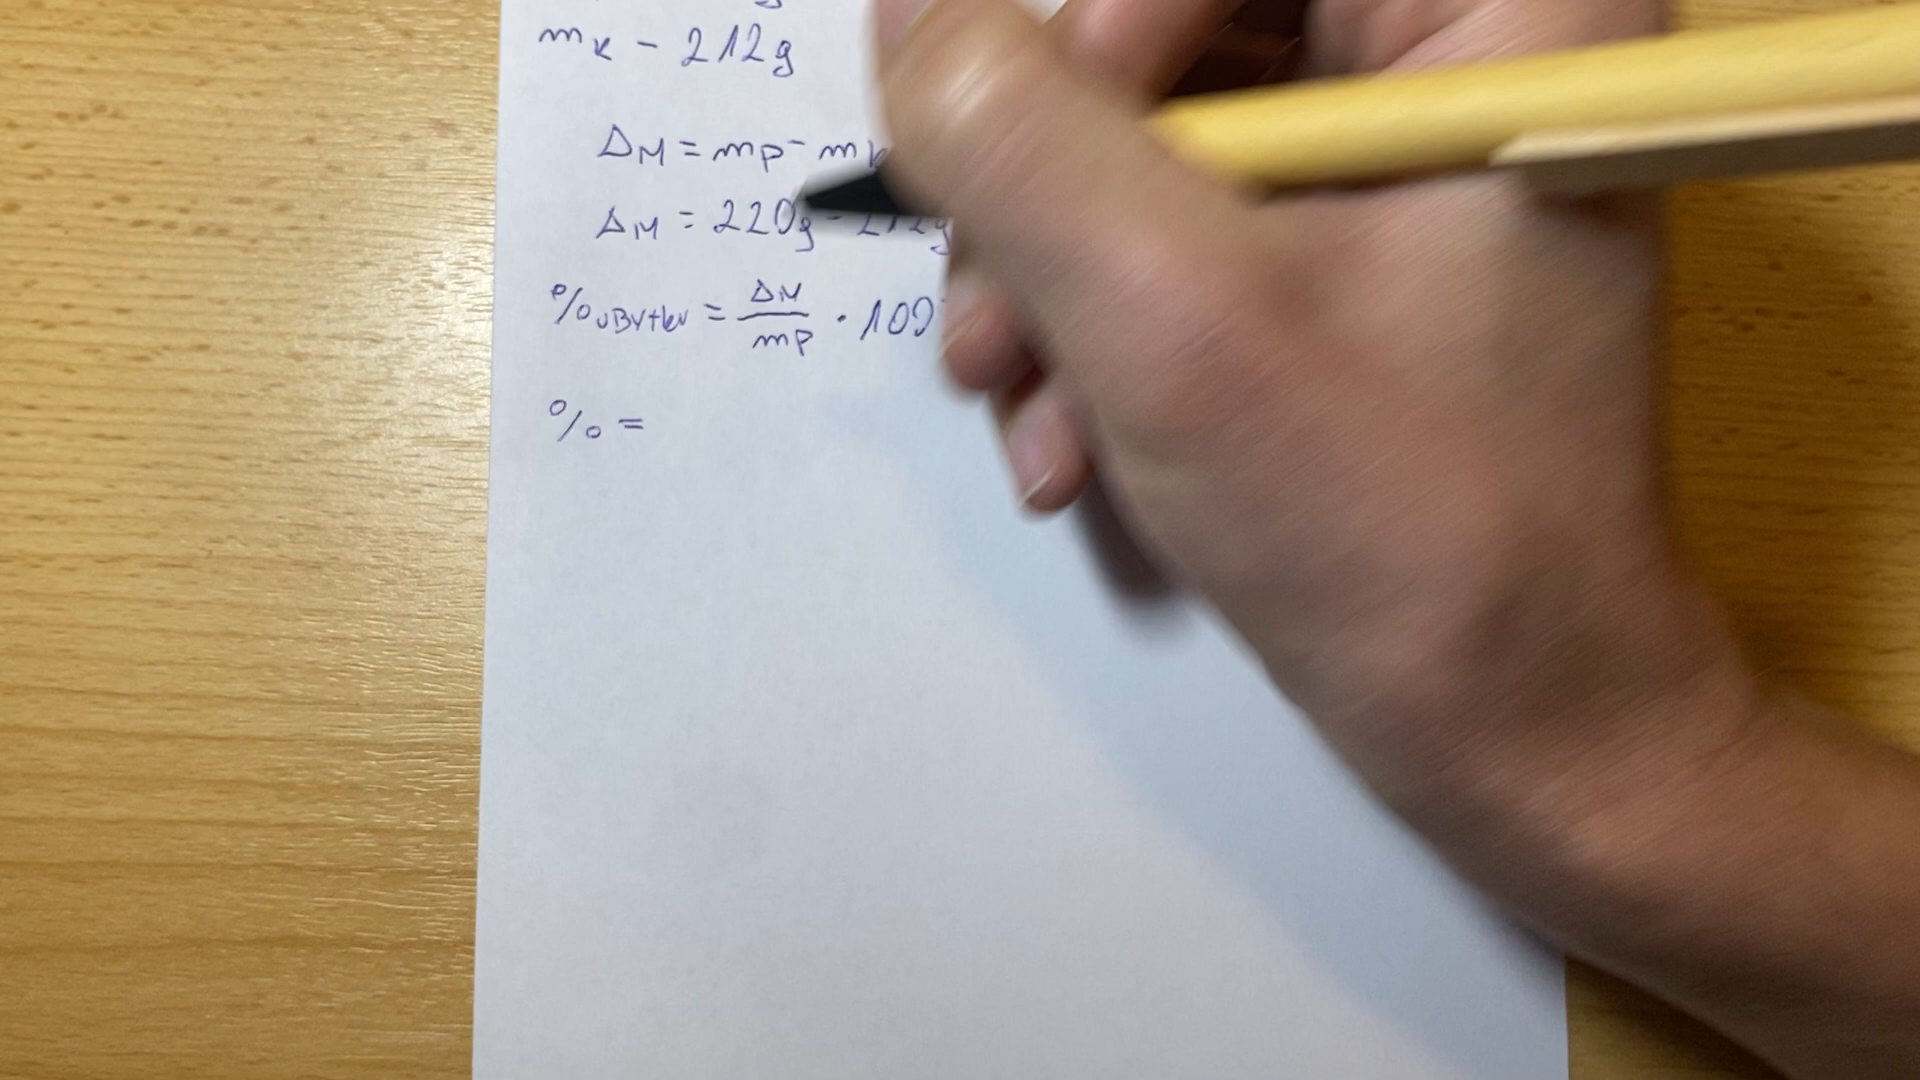 mk - 212g
ΔM = mp - mk
ΔM = 220g - 212g
%UBYtkU = ΔM/mp · 100
% =